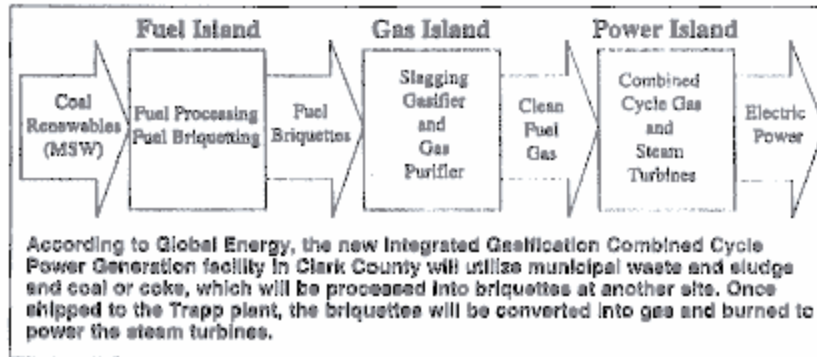 Fuel Island
Gas Island
Power Island
Coal
Renewables
(MSW)
Fuel Processing
Fuel Briquetting
Fuel
Briquettes
Slagging
Gasifier
and
Gas
Purifier
Clean
Fuel
Gas
Combined
Cycle Gas
and
Steam
Turbines
Electric
Power
According to Global Energy, the new Integrated Gasification Combined Cycle
Power Generation facility in Clark County will utilize municipal waste and sludge
and coal or coke, which will be processed into briquettes at another site. Once
shipped to the Trapp plant, the briquettes will be converted into gas and burned to
power the steam turbines.